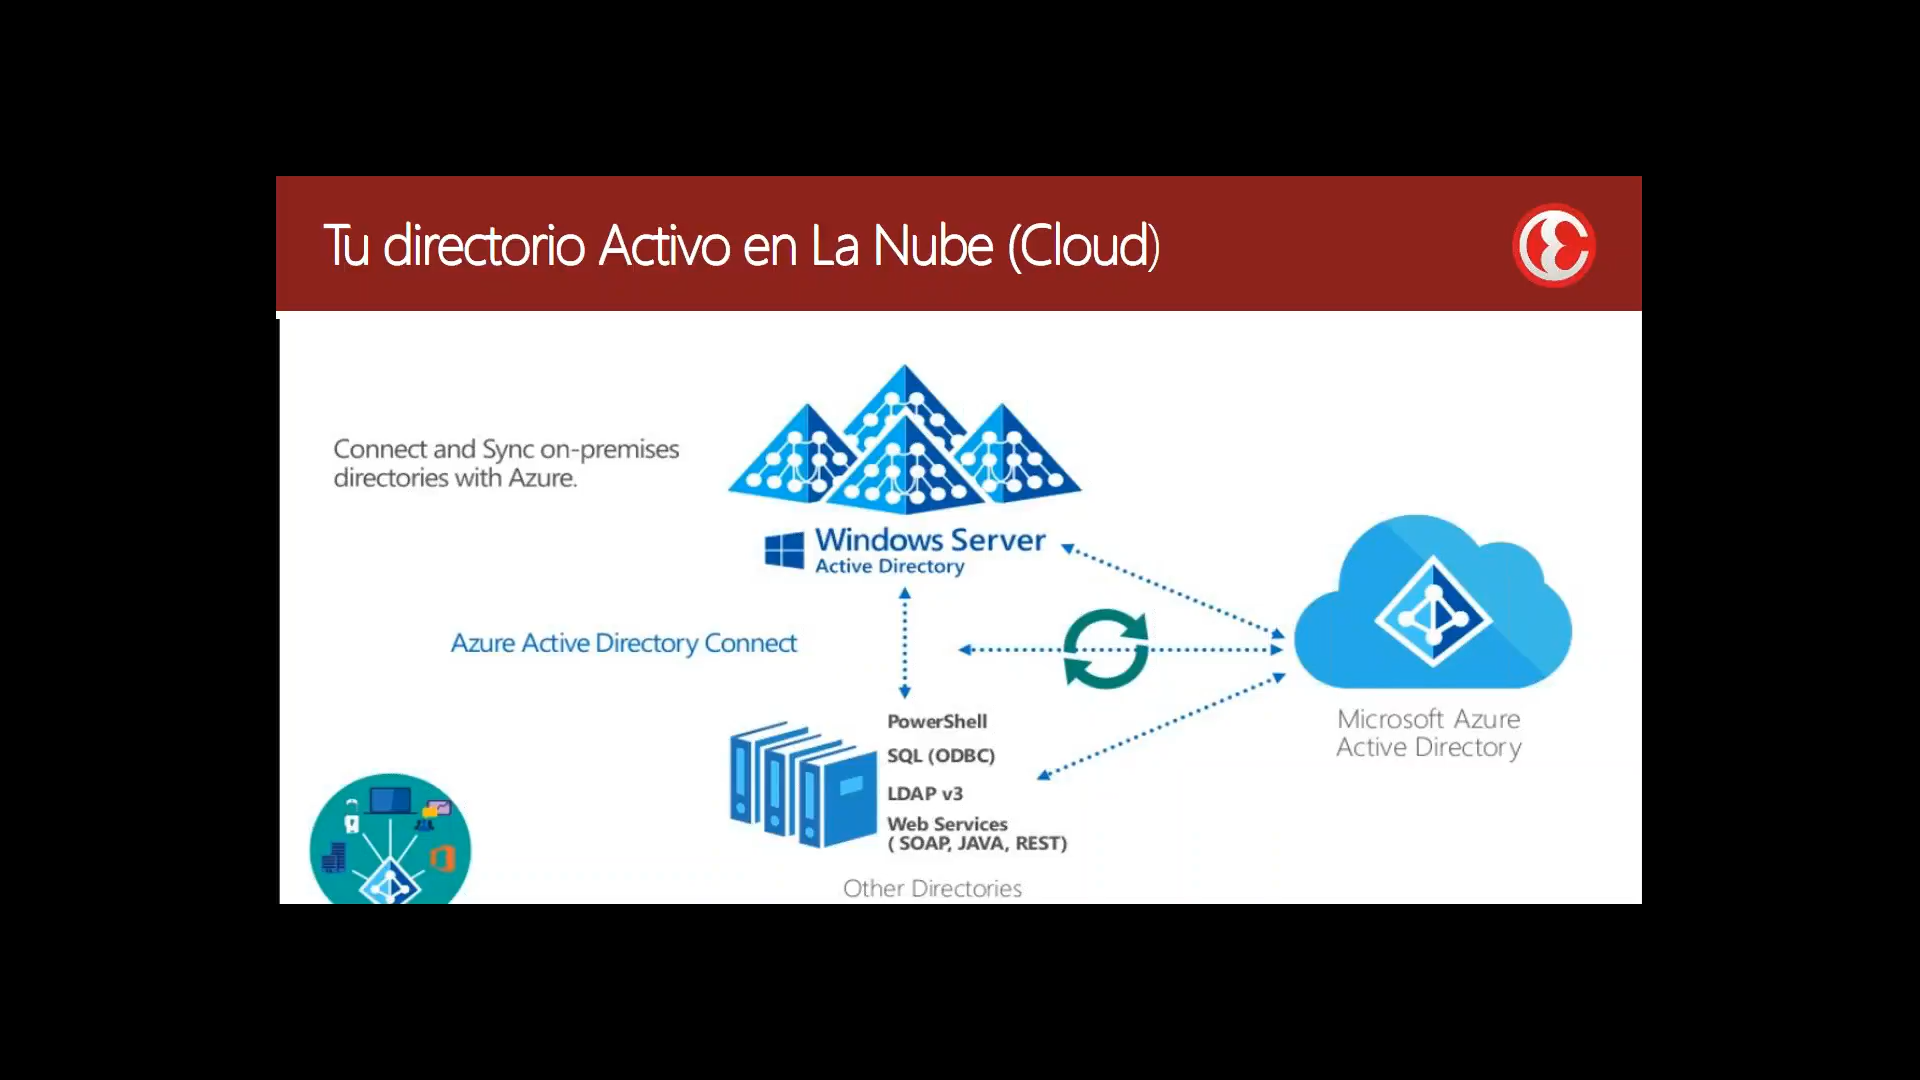 Tu directorio Activo en La Nube (Cloud)
Connect and Sync on-premises
directories with Azure.
Windows Server
Active Directory
Azure Active Directory Connect
PowerShell
SQL (ODBC)
LDAP v3
Web Services
( SOAP, JAVA, REST)
Other Directories
Microsoft Azure
Active Directory